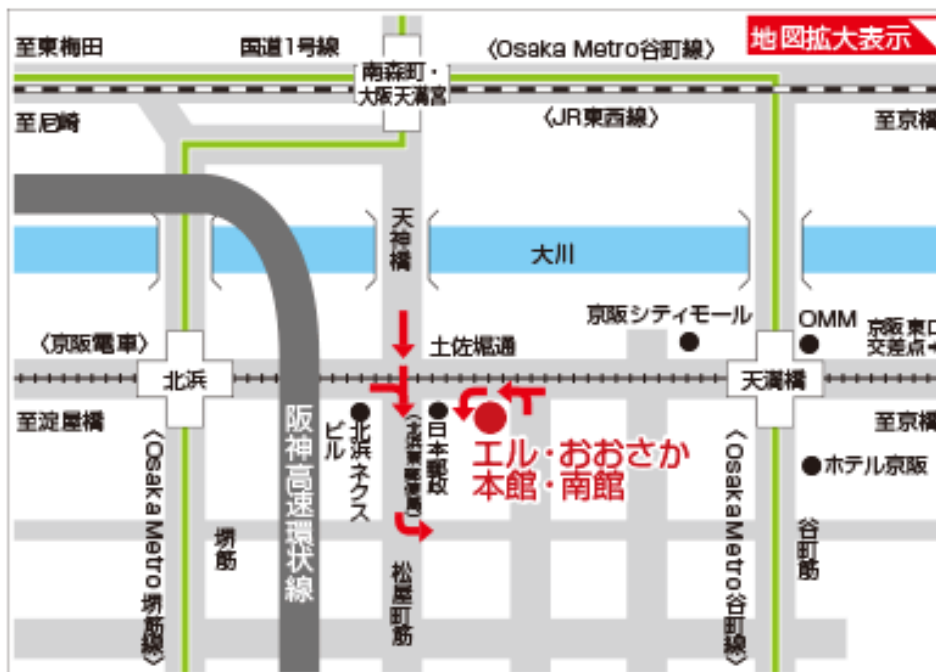 至東梅田
国道1号線
〈Osaka Metro谷町線〉
地図拡大表示
南森町・
大阪天満宮
至尼崎
〈JR東西線〉
至京橋
天神橋
大川
京阪シティモール
OMM
京阪東口
交差点
〈京阪電車〉
土佐堀通
北浜
天満橋
至淀屋橋
至京橋
阪神高速環状線
北浜ネクス
ビル
日本郵政
エル・おおさか
本館・南館
ホテル京阪
〈Osaka Metro堺筋線〉
堺筋
松屋町筋
〈Osaka Metro谷町線〉
谷町筋